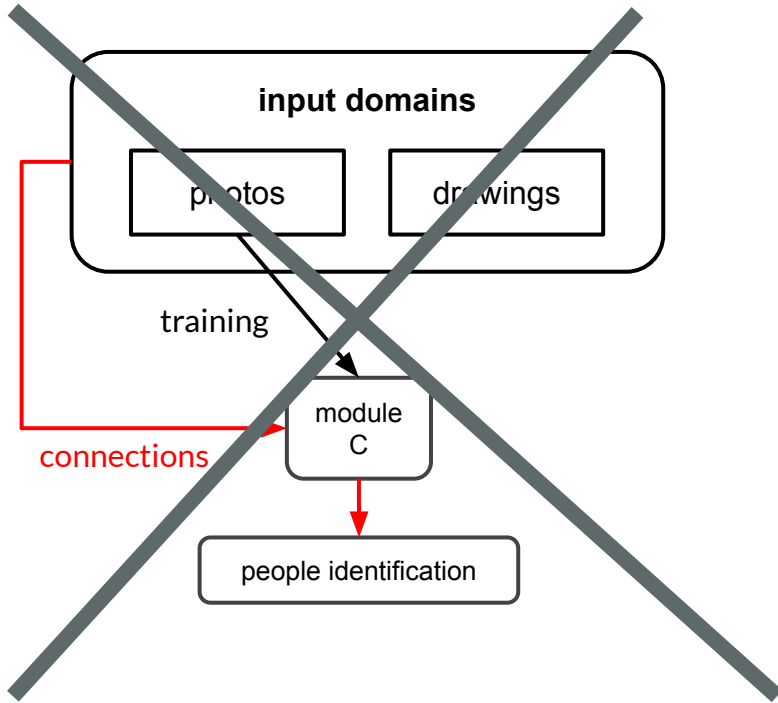 input domains
photos
drawings
training
module
C
connections
people identification